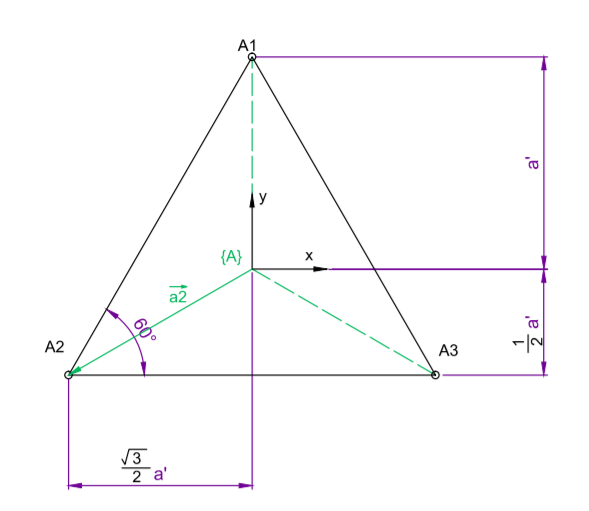 A1
a'
y
{A}
x
a2
60°
A2
A3
1/2 a'
√3/2 a'